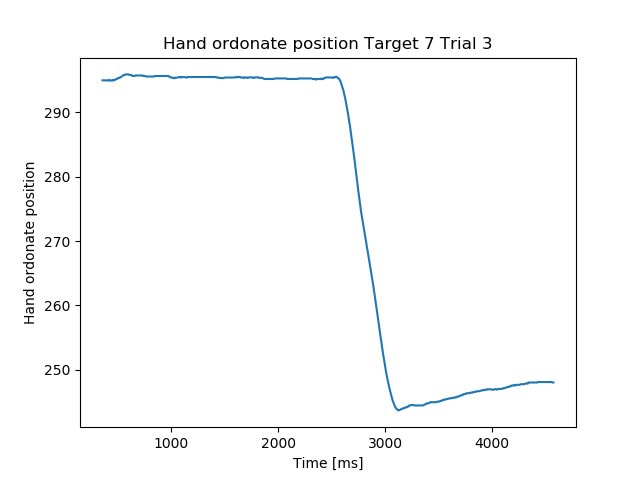 Hand ordonate position Target 7 Trial 3
Hand ordonate position
290
280
270
260
250
1000 2000 3000 4000
Time [ms]